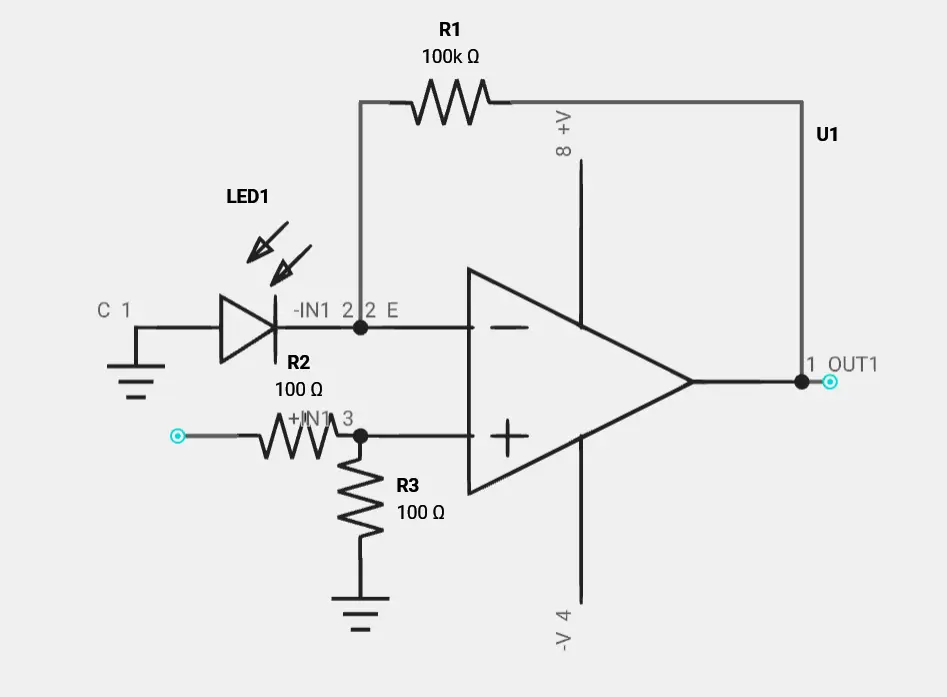 R1
100k Ω
8 +V
U1
LED1
C 1
-IN1 2
2 E
R2
100 Ω
+IN1 3
1 OUT1
R3
100 Ω
-V 4